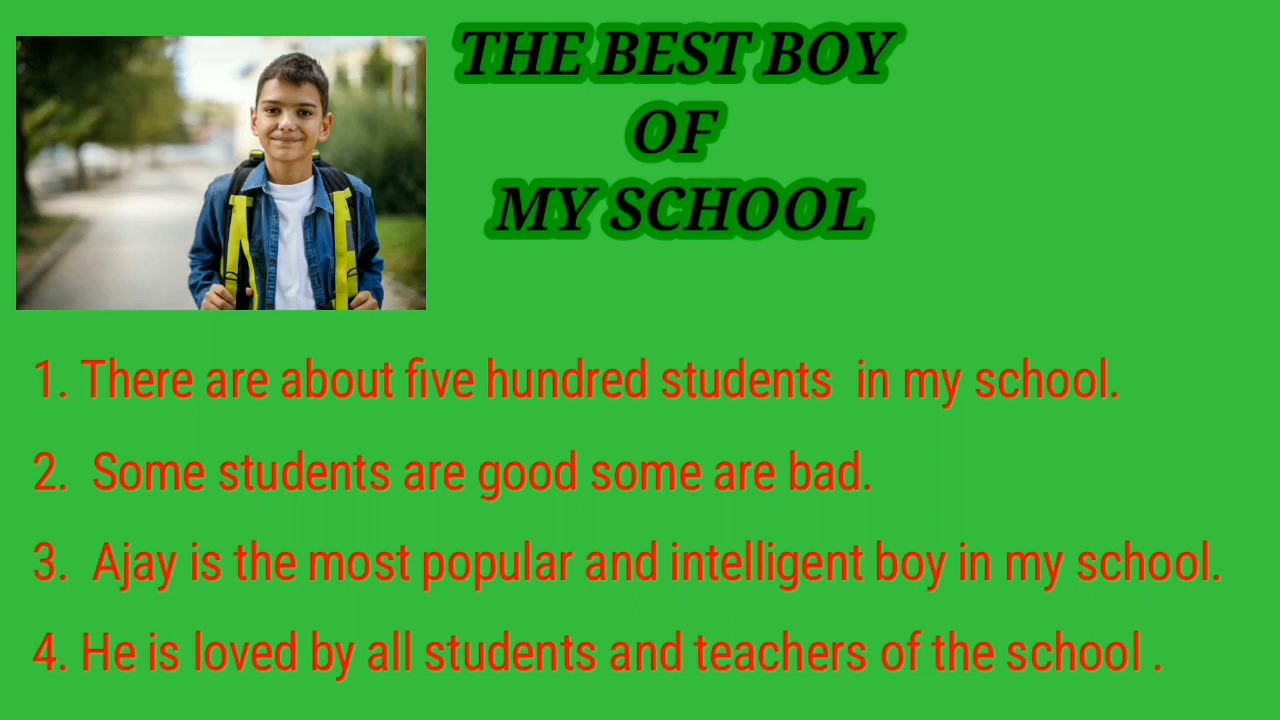 THE BEST BOY
OF
MY SCHOOL
1. There are about five hundred students  in my school.
2.  Some students are good some are bad.
3.  Ajay is the most popular and intelligent boy in my school.
4. He is loved by all students and teachers of the school .